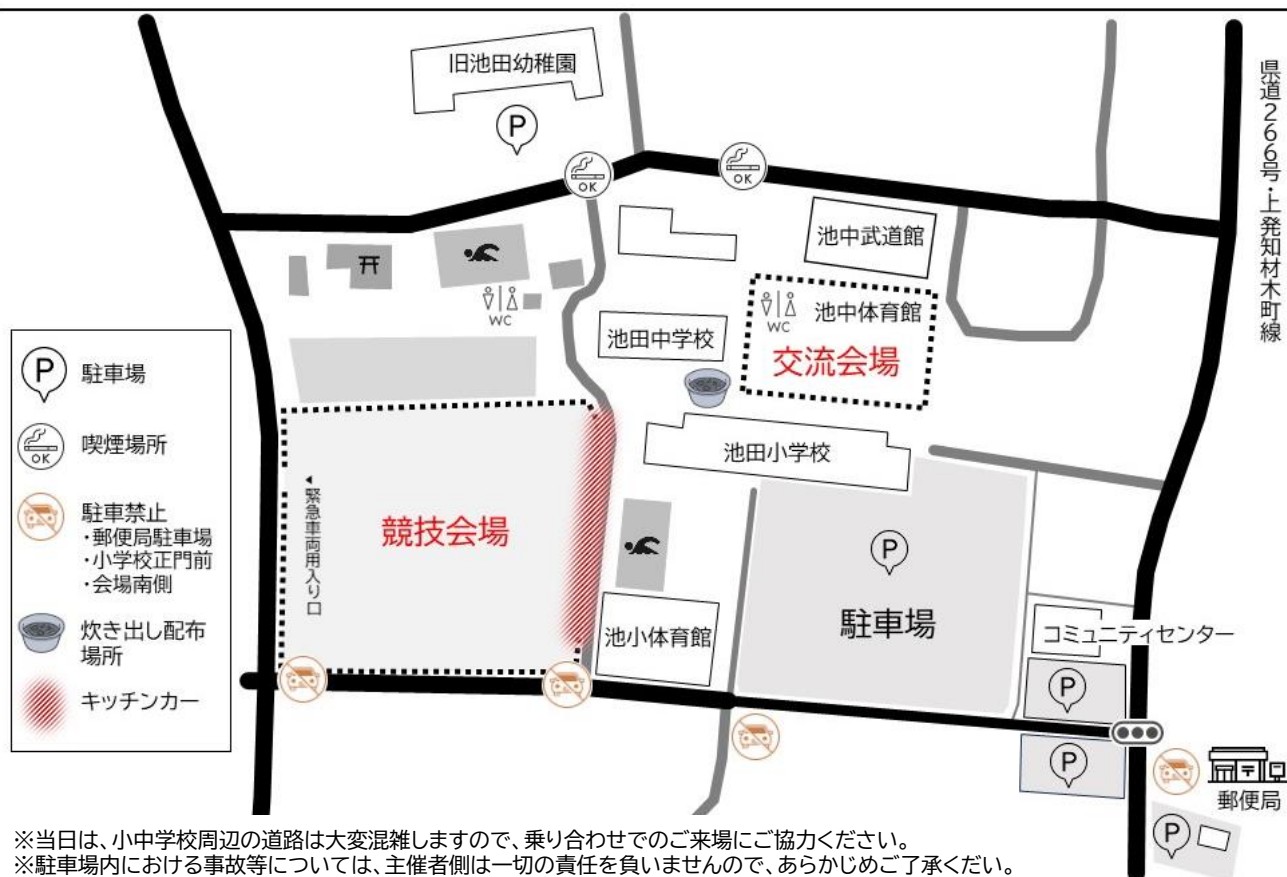 旧池田幼稚園
P
OK
OK
県道266号・上発知材木町線
池中武道館
WC
WC
池中体育館
交流会場
池田中学校
P
駐車場
OK
喫煙場所
駐車禁止
・郵便局駐車場
・小学校正門前
・会場南側
炊き出し配布
場所
キッチンカー
池田小学校
◀緊急車両用入り口
競技会場
P
駐車場
池小体育館
コミュニティセンター
P
P
郵便局
P
※当日は、小中学校周辺の道路は大変混雑しますので、乗り合わせでのご来場にご協力ください。
※駐車場内における事故等については、主催者側は一切の責任を負いませんので、あらかじめご了承くだい。